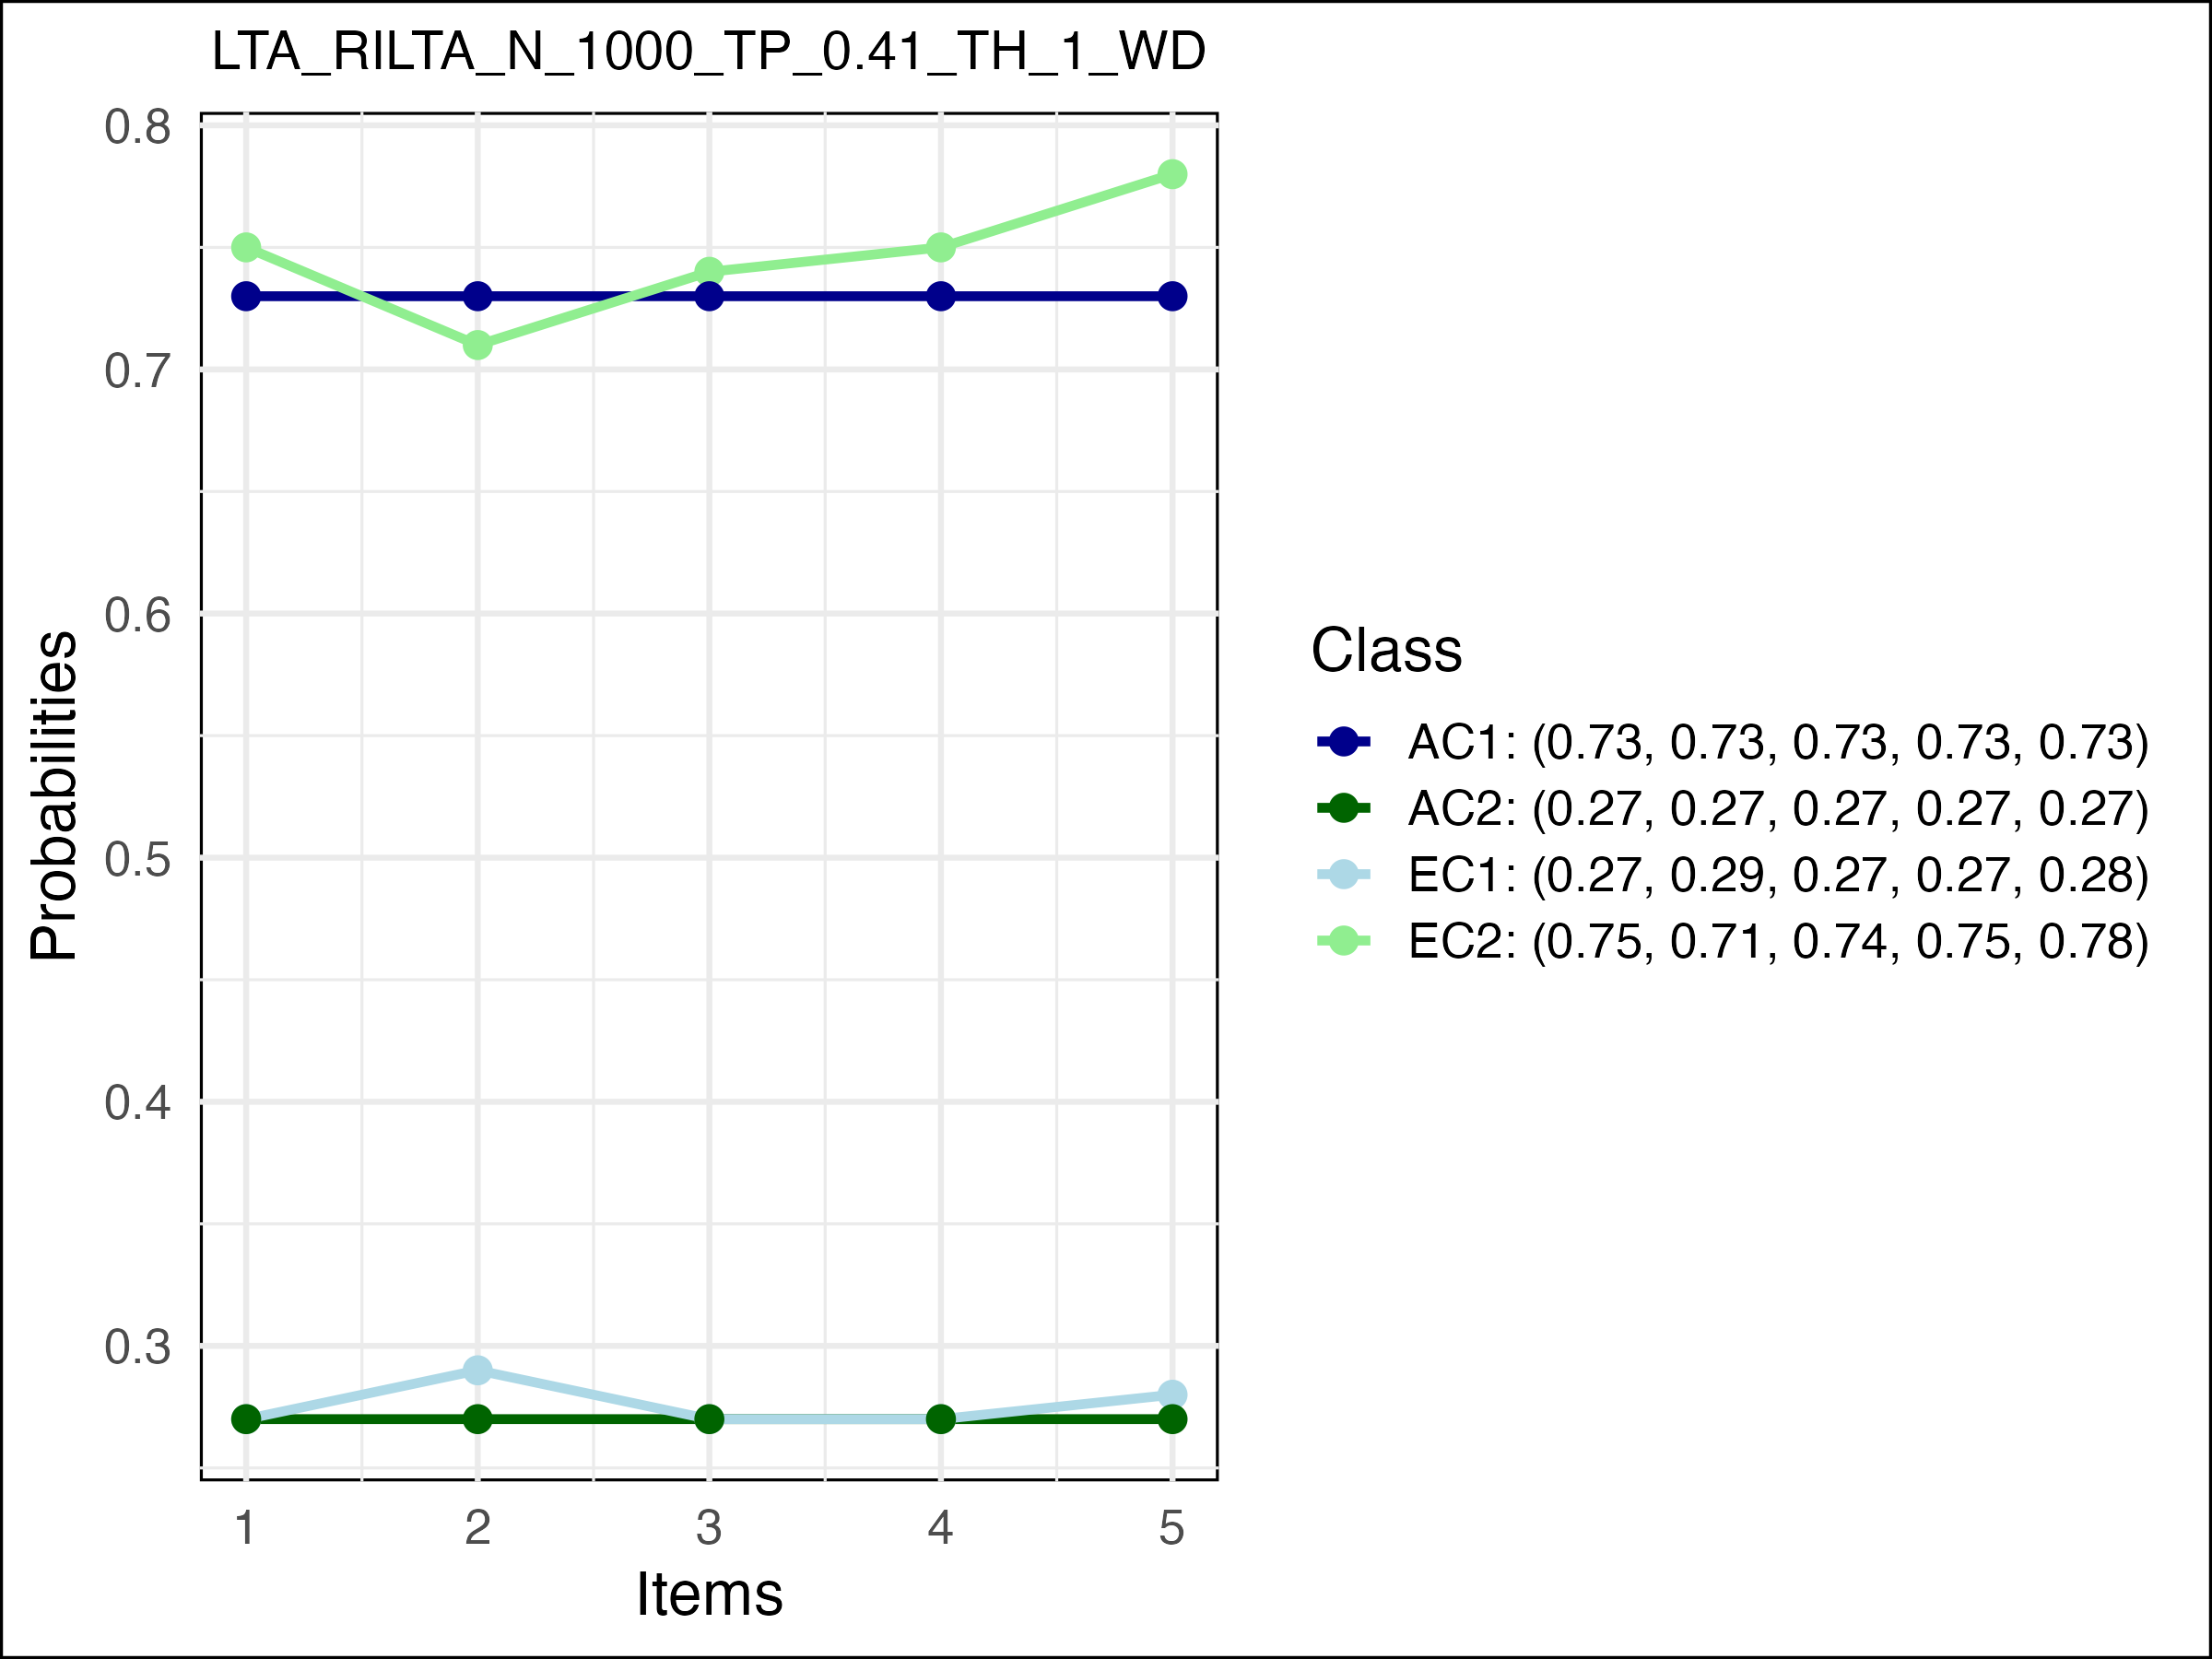 LTA_RILTA_N_1000_TP_0.41_TH_1_WD
0.8
0.7
0.6
0.5
0.4
0.3
Probabilities
1 2 3 4 5
Items
Class
AC1: (0.73, 0.73, 0.73, 0.73, 0.73)
AC2: (0.27, 0.27, 0.27, 0.27, 0.27)
EC1: (0.27, 0.29, 0.27, 0.27, 0.28)
EC2: (0.75, 0.71, 0.74, 0.75, 0.78)